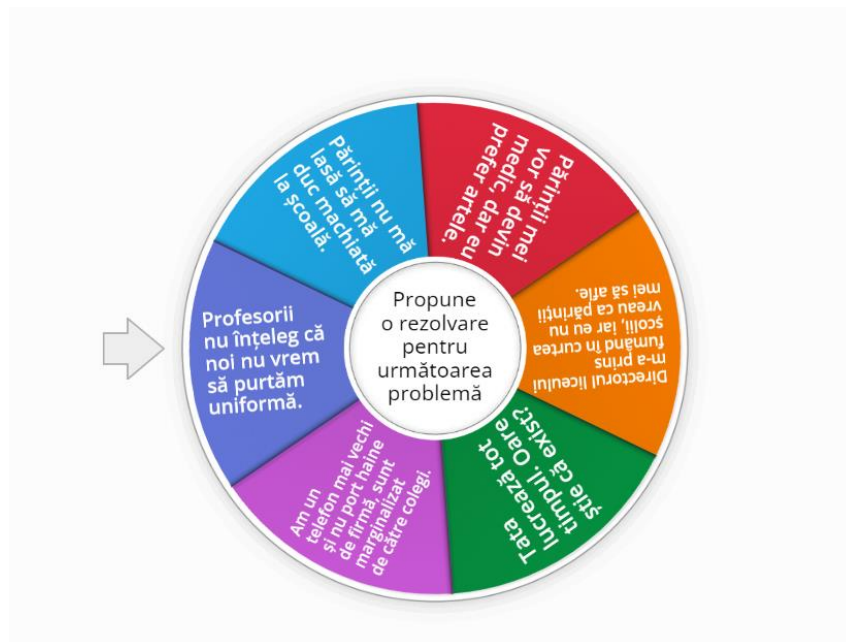 Propune
o rezolvare
pentru
următoarea
problemă
Profesorii
nu înțeleg că
noi nu vrem
să purtăm
uniformă.
Părinții nu mă
lasă să mă
duc machiată
la școală.
Părinții mei
vor să devin
medic, dar eu
prefer artele.
Directorul liceului
m-a prins
fumând în curtea
școlii, iar eu nu
vreau ca părinții
mei să afle.
Tata
lucrează tot
timpul. Oare
știe că exist?
Am un
telefon mai vechi
și nu port haine
de firmă, sunt
marginalizat
de către colegi.